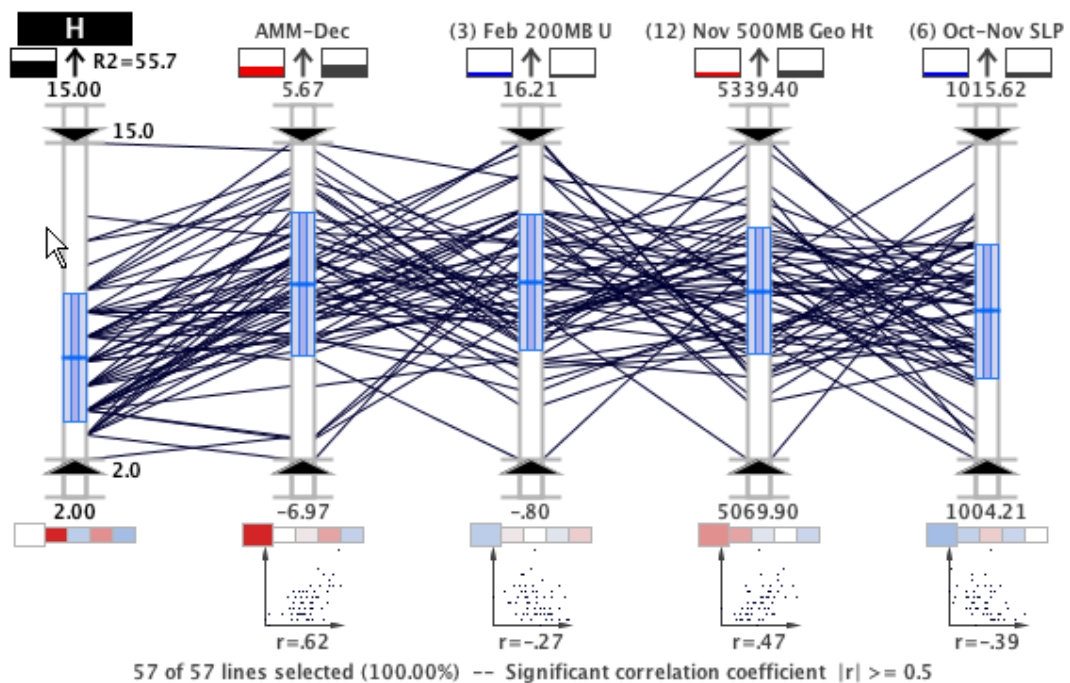 H AMM-Dec (3) Feb 200MB U (12) Nov 500MB Geo Ht (6) Oct-Nov SLP
R2=55.7
15.00 5.67 16.21 5339.40 1015.62
15.0
2.0
2.00 -6.97 -.80 5069.90 1004.21
r=.62 r=-.27 r=.47 r=-.39
57 of 57 lines selected (100.00%) -- Significant correlation coefficient |r| >= 0.5